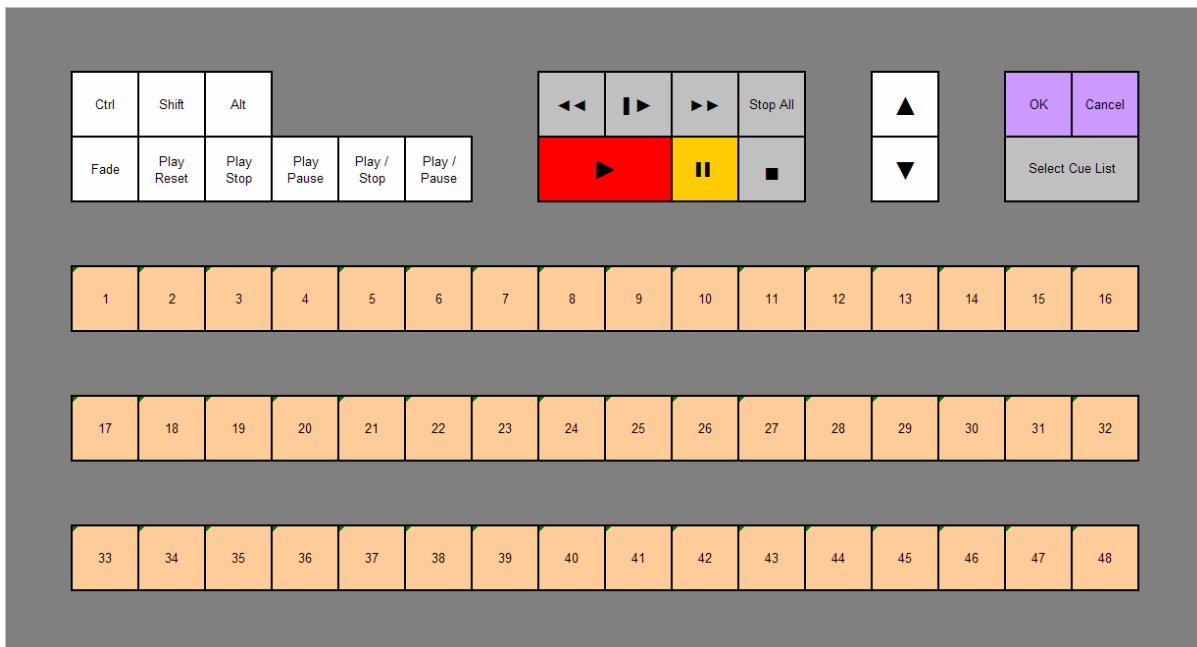 Ctrl Shift Alt ◄◄ ❚► ►► Stop All ▲ OK Cancel
Fade Play Reset Play Stop Play Pause Play / Stop Play / Pause ► ❚❚ ■ ▼ Select Cue List
1 2 3 4 5 6 7 8 9 10 11 12 13 14 15 16
17 18 19 20 21 22 23 24 25 26 27 28 29 30 31 32
33 34 35 36 37 38 39 40 41 42 43 44 45 46 47 48